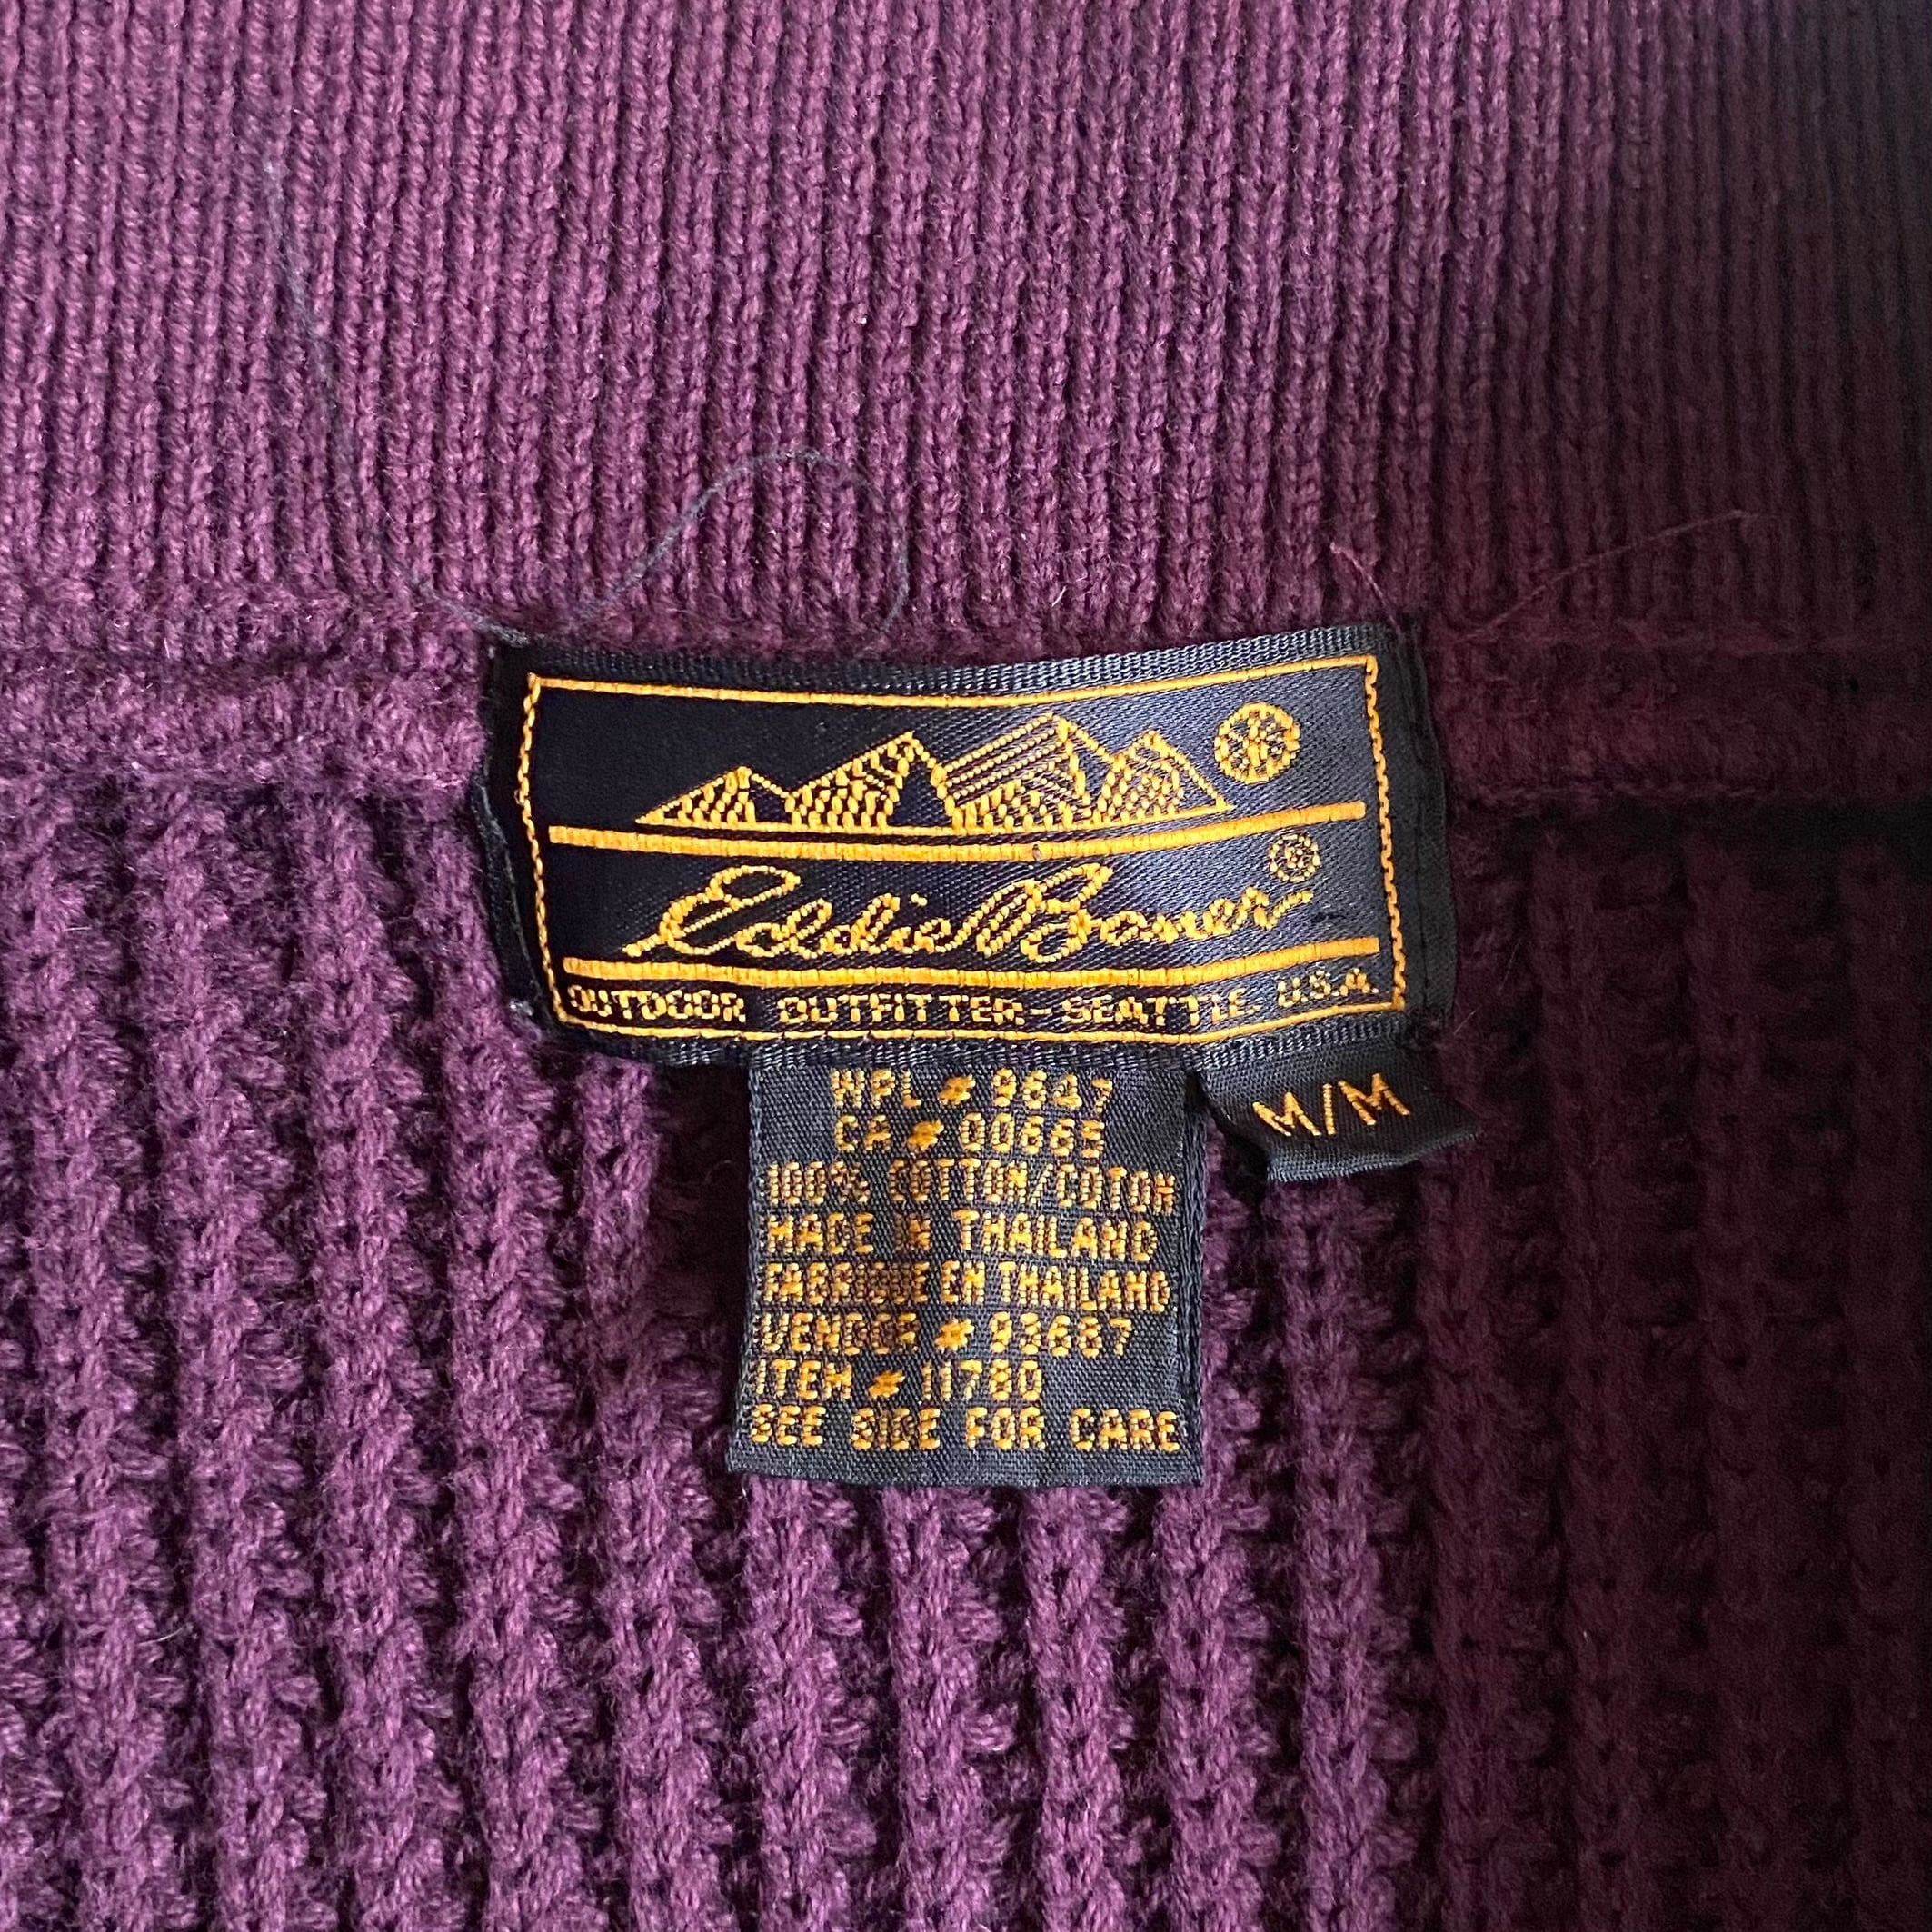 Eddie Bauer ®
OUTDOOR OUTFITTER-SEATTLE, U.S.A.
M/M
WPL # 9647
CA # 00665
100% COTTON/COTON
MADE IN THAILAND
FABRIQUE EN THAILAND
VENDOR # 93687
ITEM # 11780
SEE SIDE FOR CARE